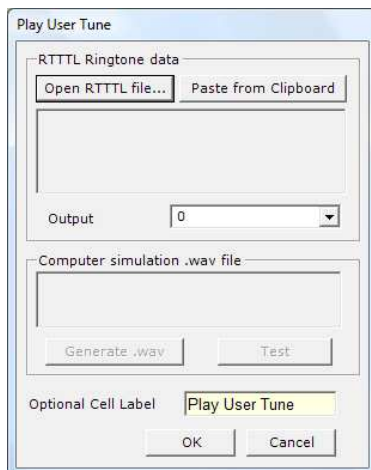 Play User Tune
RTTTL Ringtone data
Open RTTTL file... Paste from Clipboard
Output 0
Computer simulation .wav file
Generate .wav Test
Optional Cell Label Play User Tune
OK Cancel